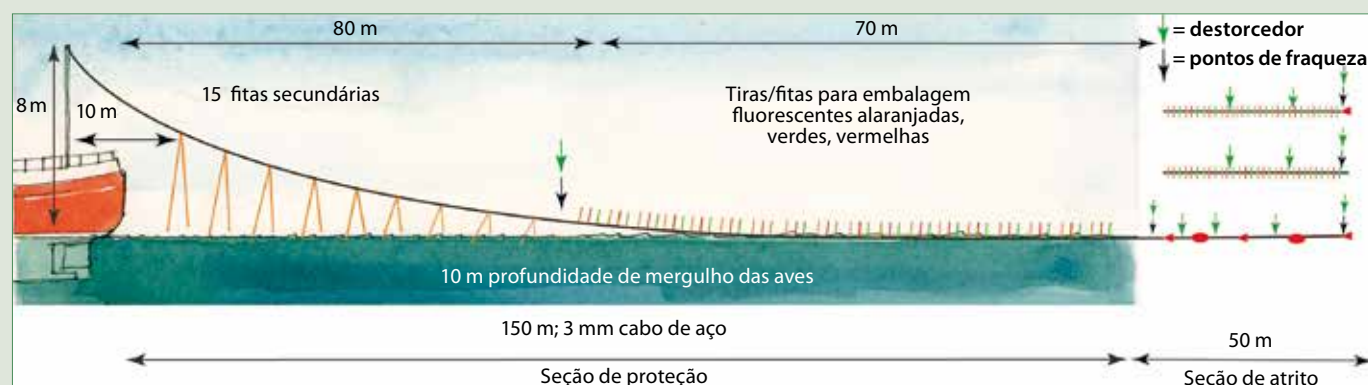 80 m
70 m
= destorcedor
= pontos de fraqueza
8 m
10 m
15 fitas secundárias
Tiras/fitas para embalagem
fluorescentes alaranjadas,
verdes, vermelhas
10 m profundidade de mergulho das aves
150 m; 3 mm cabo de aço
50 m
Seção de proteção
Seção de atrito